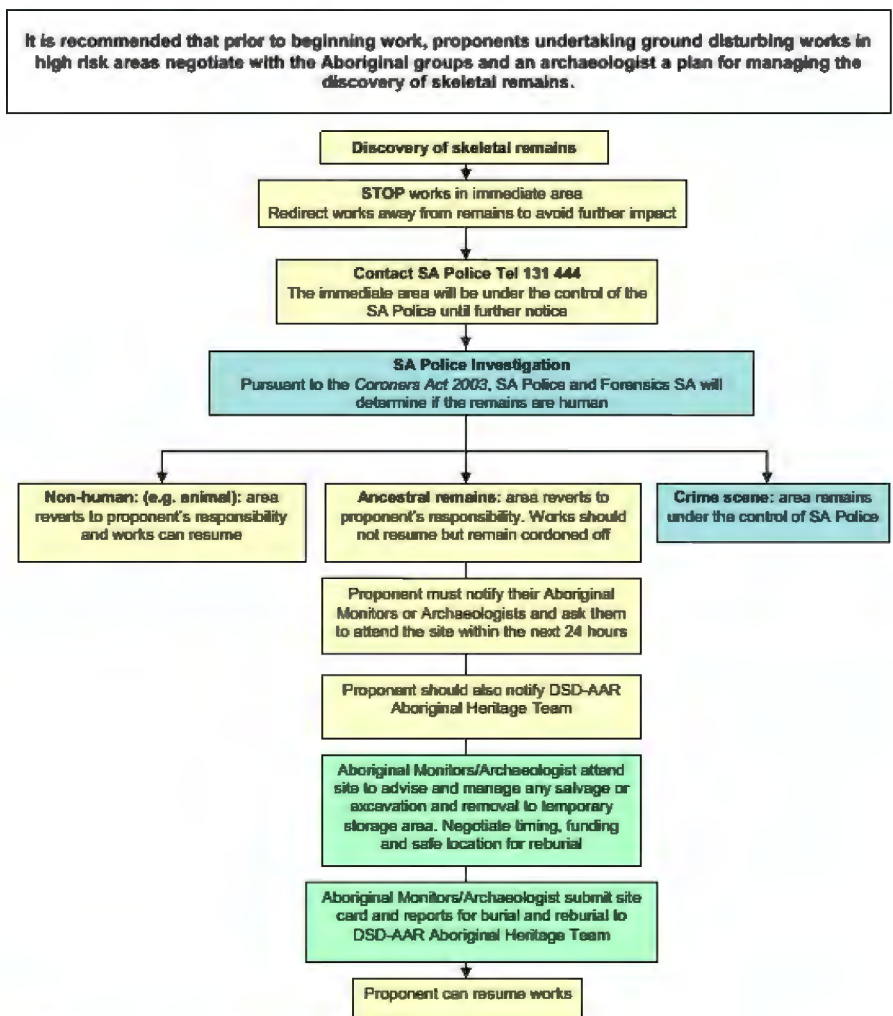 It is recommended that prior to beginning work, proponents undertaking ground disturbing works in
high risk areas negotiate with the Aboriginal groups and an archaeologist a plan for managing the
discovery of skeletal remains.
Discovery of skeletal remains
STOP works in immediate area
Redirect works away from remains to avoid further impact
Contact SA Police Tel 131 444
The immediate area will be under the control of the
SA Police until further notice
SA Police Investigation
Pursuant to the Coroners Act 2003, SA Police and Forensics SA will
determine if the remains are human
Non-human: (e.g. animal): area
reverts to proponent's responsibility
and works can resume
Ancestral remains: area reverts to
proponent's responsibility. Works should
not resume but remain cordoned off
Crime scene: area remains
under the control of SA Police
Proponent must notify their Aboriginal
Monitors or Archaeologists and ask them
to attend the site within the next 24 hours
Proponent should also notify DSD-AAR
Aboriginal Heritage Team
Aboriginal Monitors/Archaeologist attend
site to advise and manage any salvage or
excavation and removal to temporary
storage area. Negotiate timing, funding
and safe location for reburial
Aboriginal Monitors/Archaeologist submit site
card and reports for burial and reburial to
DSD-AAR Aboriginal Heritage Team
Proponent can resume works